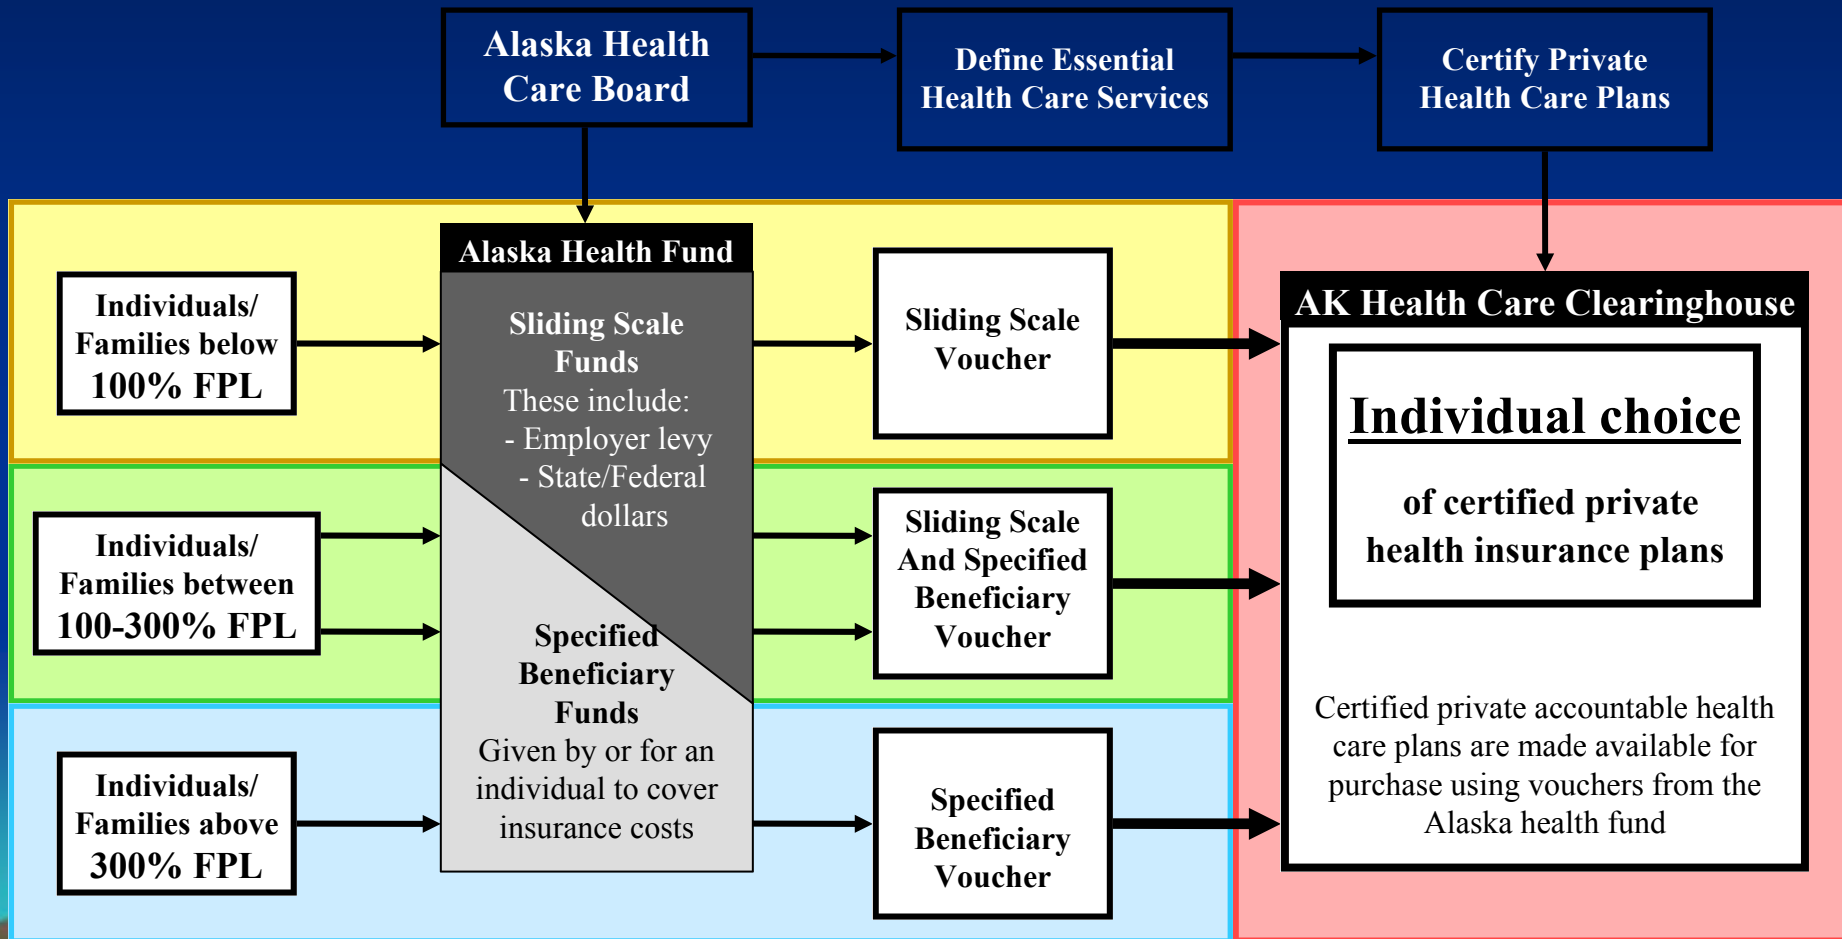 Alaska Health
Care Board
Define Essential
Health Care Services
Certify Private
Health Care Plans
Individuals/
Families below
100% FPL
Alaska Health Fund
Sliding Scale
Funds
These include:
- Employer levy
- State/Federal
dollars
Sliding Scale
Voucher
Individuals/
Families between
100-300% FPL
Sliding Scale
And Specified
Beneficiary
Voucher
Individuals/
Families above
300% FPL
Specified
Beneficiary
Funds
Given by or for an
individual to cover
insurance costs
Specified
Beneficiary
Voucher
AK Health Care Clearinghouse
Individual choice
of certified private
health insurance plans
Certified private accountable health
care plans are made available for
purchase using vouchers from the
Alaska health fund